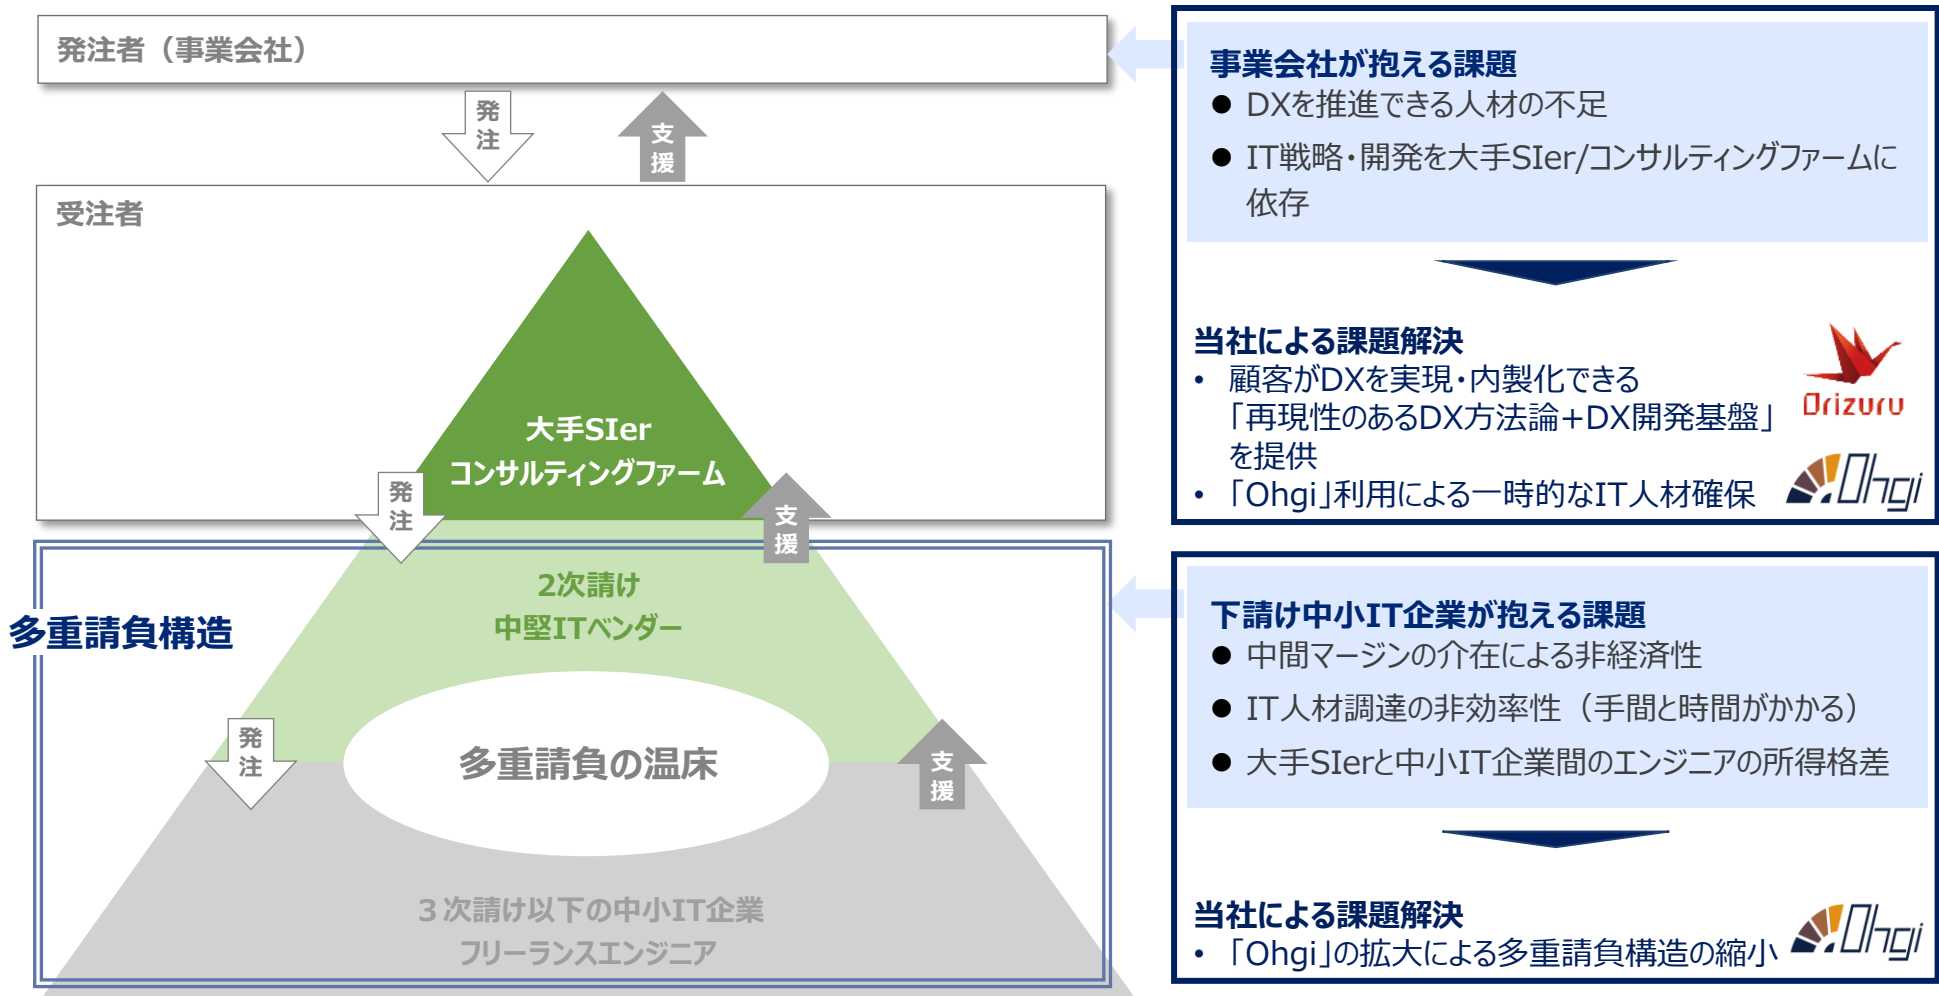 発注者（事業会社）
発注
支援
受注者
大手SIer
コンサルティングファーム
発注
支援
2次請け
中堅ITベンダー
多重請負構造
多重請負の温床
発注
支援
３次請け以下の中小IT企業
フリーランスエンジニア
事業会社が抱える課題
● DXを推進できる人材の不足
● IT戦略・開発を大手SIer/コンサルティングファームに
依存
当社による課題解決
• 顧客がDXを実現・内製化できる
「再現性のあるDX方法論+DX開発基盤」
を提供
• 「Ohgi」利用による一時的なIT人材確保
Orizuru
Ohgi
下請け中小IT企業が抱える課題
● 中間マージンの介在による非経済性
● IT人材調達の非効率性（手間と時間がかかる）
● 大手SIerと中小IT企業間のエンジニアの所得格差
当社による課題解決
• 「Ohgi」の拡大による多重請負構造の縮小
Ohgi